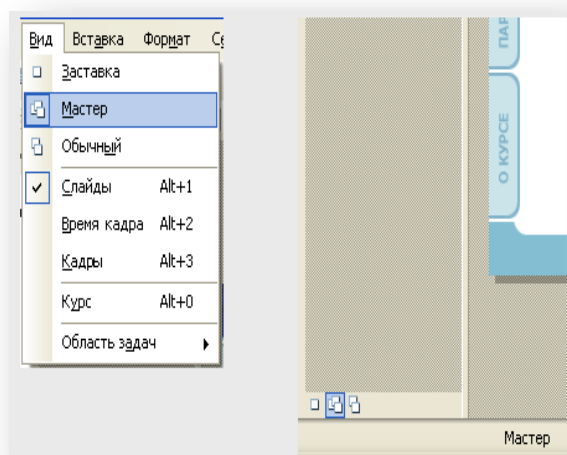 Вид Вставка Формат
Заставка
Мастер
Обычный
Слайды Alt+1
Время кадра Alt+2
Кадры Alt+3
Курс Alt+0
Область задач
ПАР
О КУРСЕ
Мастер